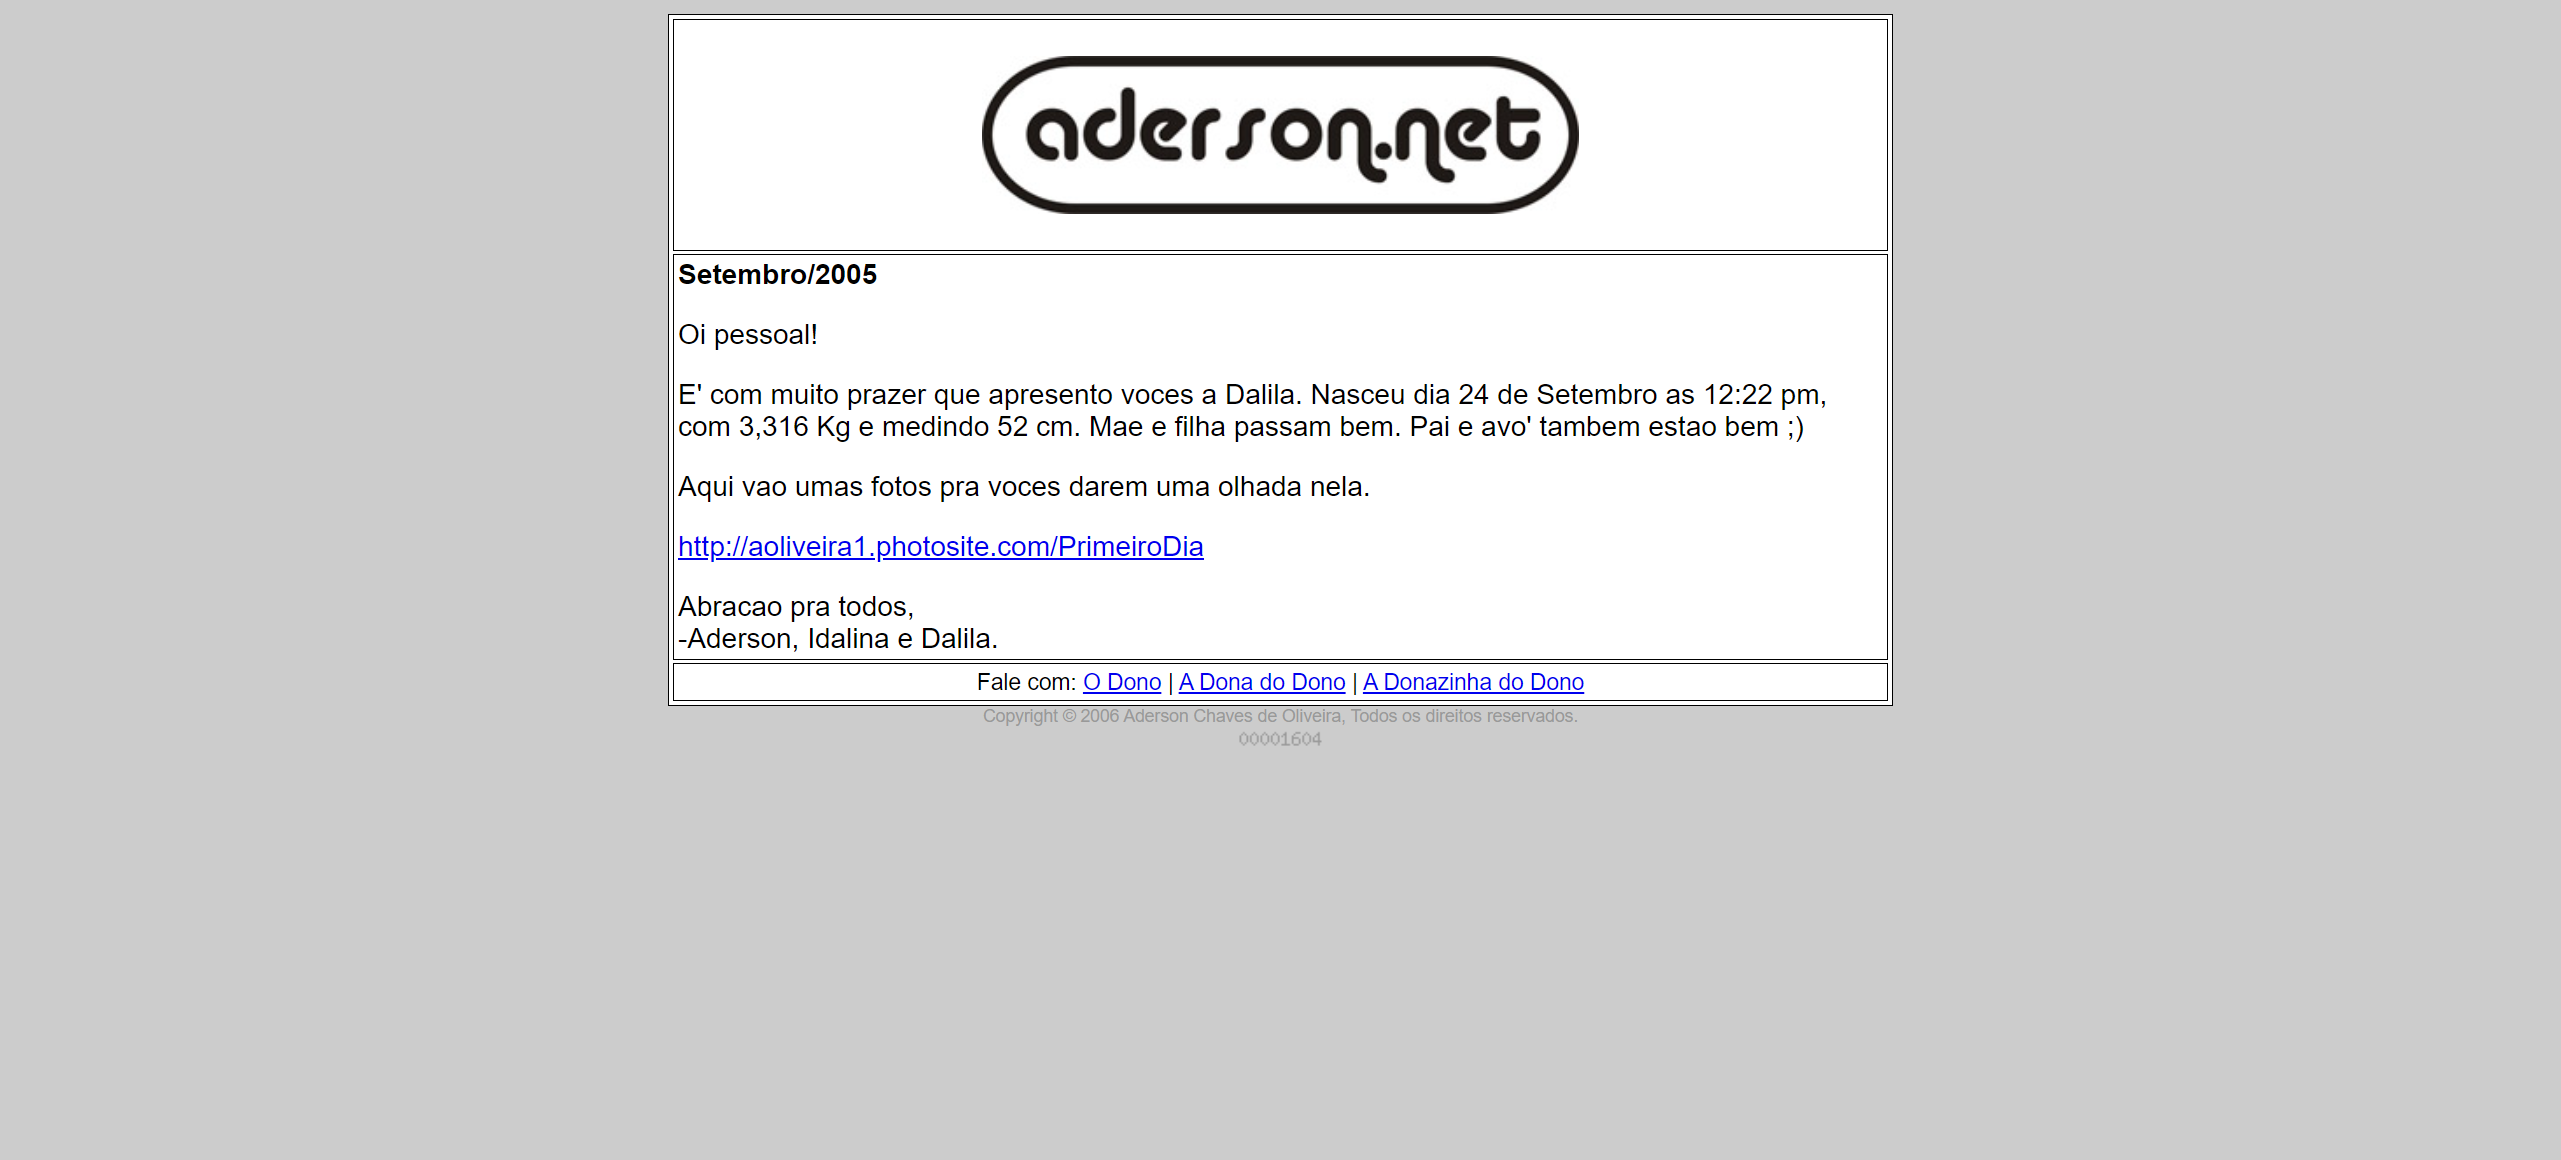 aderson.net
Setembro/2005
Oi pessoal!
E' com muito prazer que apresento voces a Dalila. Nasceu dia 24 de Setembro as 12:22 pm,
com 3,316 Kg e medindo 52 cm. Mae e filha passam bem. Pai e avo' tambem estao bem ;)
Aqui vao umas fotos pra voces darem uma olhada nela.
http://aoliveira1.photosite.com/PrimeiroDia
Abracao pra todos,
-Aderson, Idalina e Dalila.
Fale com: O Dono | A Dona do Dono | A Donazinha do Dono
Copyright © 2006 Aderson Chaves de Oliveira, Todos os direitos reservados.
00001604